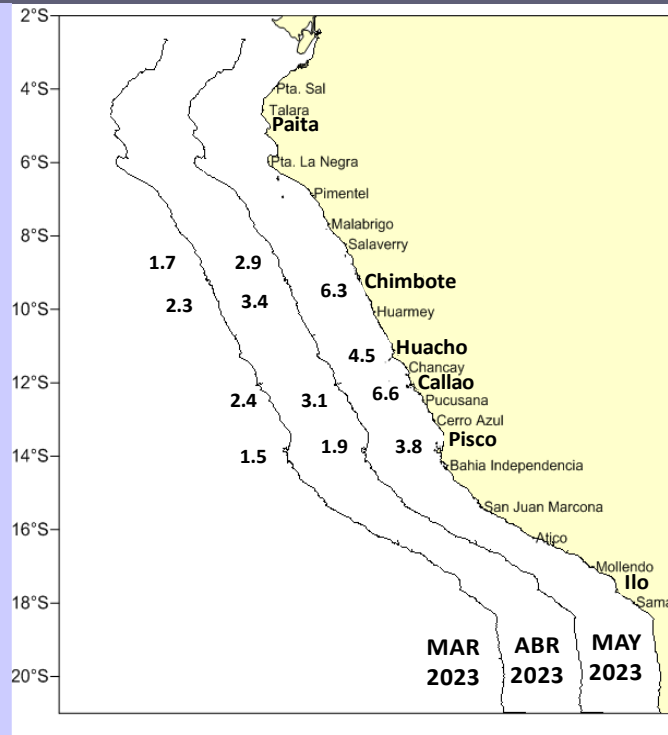 2°S
4°S
Pta. Sal
Talara
Paita
6°S
Pta. La Negra
Pimentel
Malabrigo
8°S
Salaverry
1.7
2.9
Chimbote
6.3
2.3
3.4
10°S
Huarmey
Huacho
4.5
Chancay
12°S
Callao
6.6
2.4
3.1
Pucusana
Cerro Azul
Pisco
14°S
1.5
1.9
3.8
Bahia Independencia
San Juan Marcona
16°S
Atico
Mollendo
Ilo
18°S
Sama
MAR
2023
ABR
2023
MAY
2023
20°S